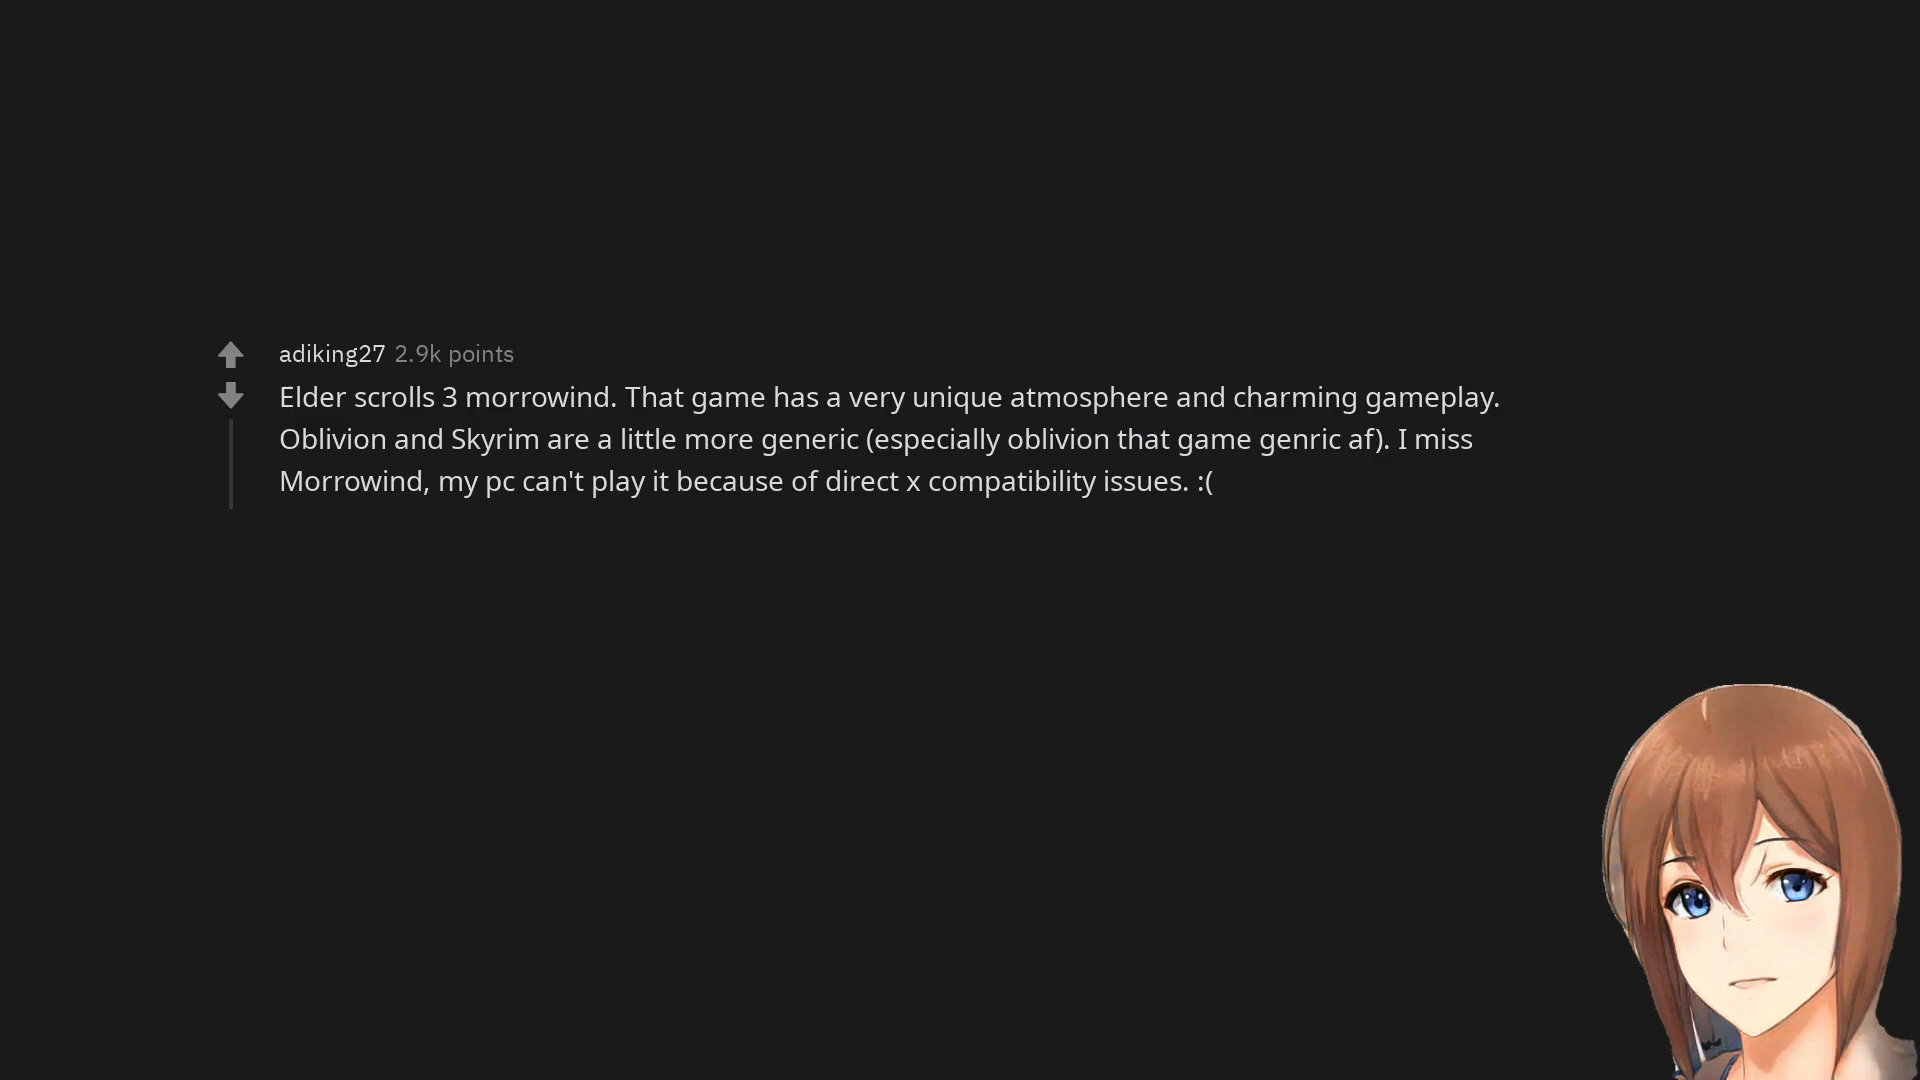 adiking27 2.9k points
Elder scrolls 3 morrowind. That game has a very unique atmosphere and charming gameplay.
Oblivion and Skyrim are a little more generic (especially oblivion that game genric af). I miss
Morrowind, my pc can't play it because of direct x compatibility issues. :(